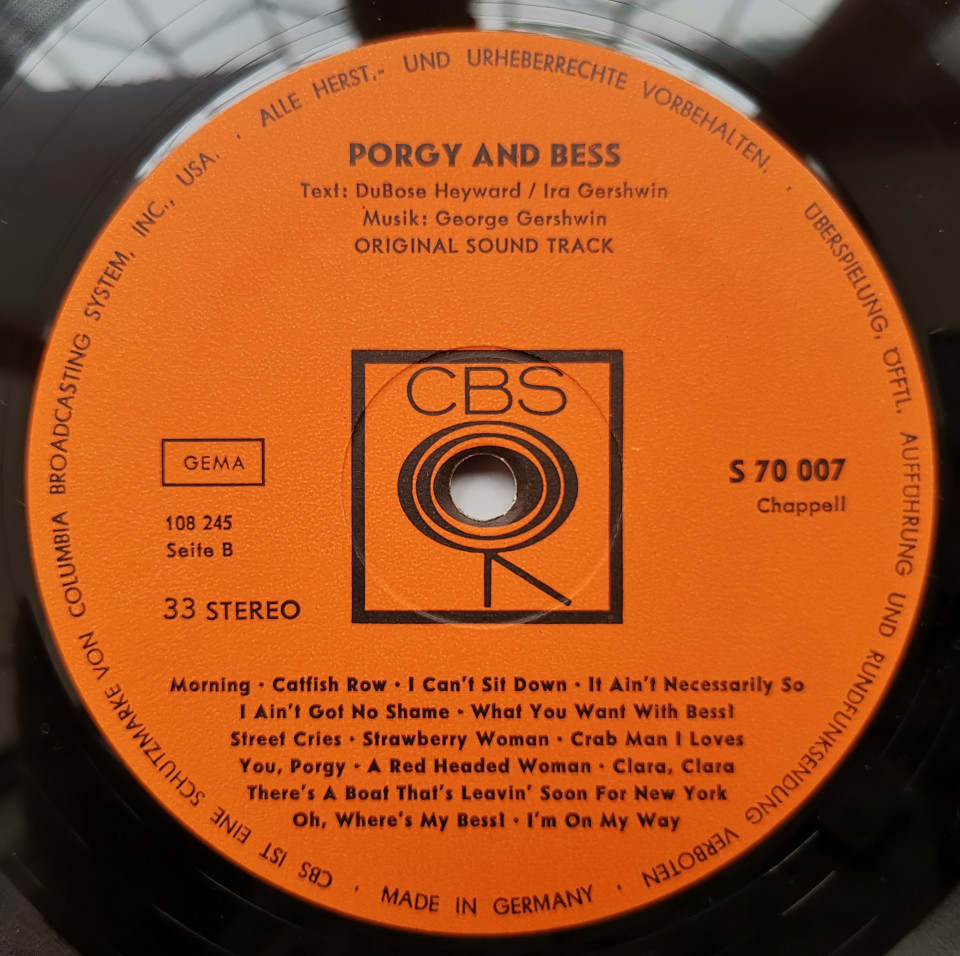 PORGY AND BESS
Text: DuBose Heyward / Ira Gershwin
Musik: George Gershwin
ORIGINAL SOUND TRACK
CBS
GEMA
108 245
Seite B
33 STEREO
S 70 007
Chappell
Morning · Catfish Row · I Can't Sit Down · It Ain't Necessarily So
I Ain't Got No Shame · What You Want With Bess?
Street Cries · Strawberry Woman · Crab Man I Loves
You, Porgy · A Red Headed Woman · Clara, Clara
There's A Boat That's Leavin' Soon For New York
Oh, Where's My Bess? · I'm On My Way
CBS IST EINE SCHUTZMARKE VON COLUMBIA BROADCASTING SYSTEM, INC., USA. · ALLE HERST.- UND URHEBERRECHTE VORBEHALTEN. · ÜBERSPIELUNG, ÖFFTL. AUFFÜHRUNG UND RUNDFUNKSENDUNG VERBOTEN · MADE IN GERMANY ·